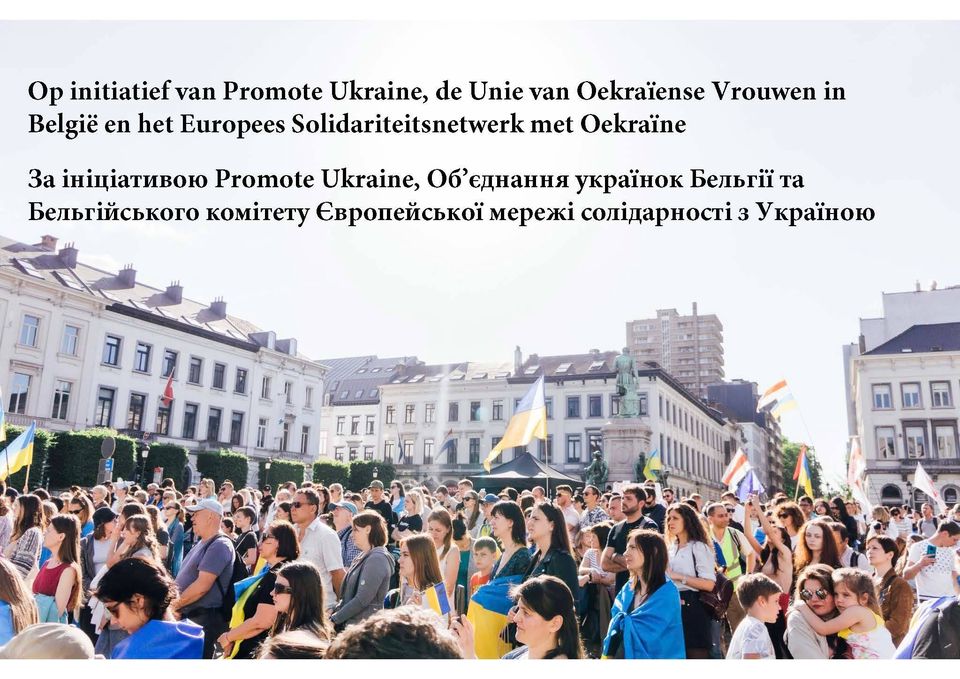 Op initiatief van Promote Ukraine, de Unie van Oekraïense Vrouwen in
België en het Europees Solidariteitsnetwerk met Oekraïne
За ініціативою Promote Ukraine, Об’єднання українок Бельгії та
Бельгійського комітету Європейської мережі солідарності з Україною